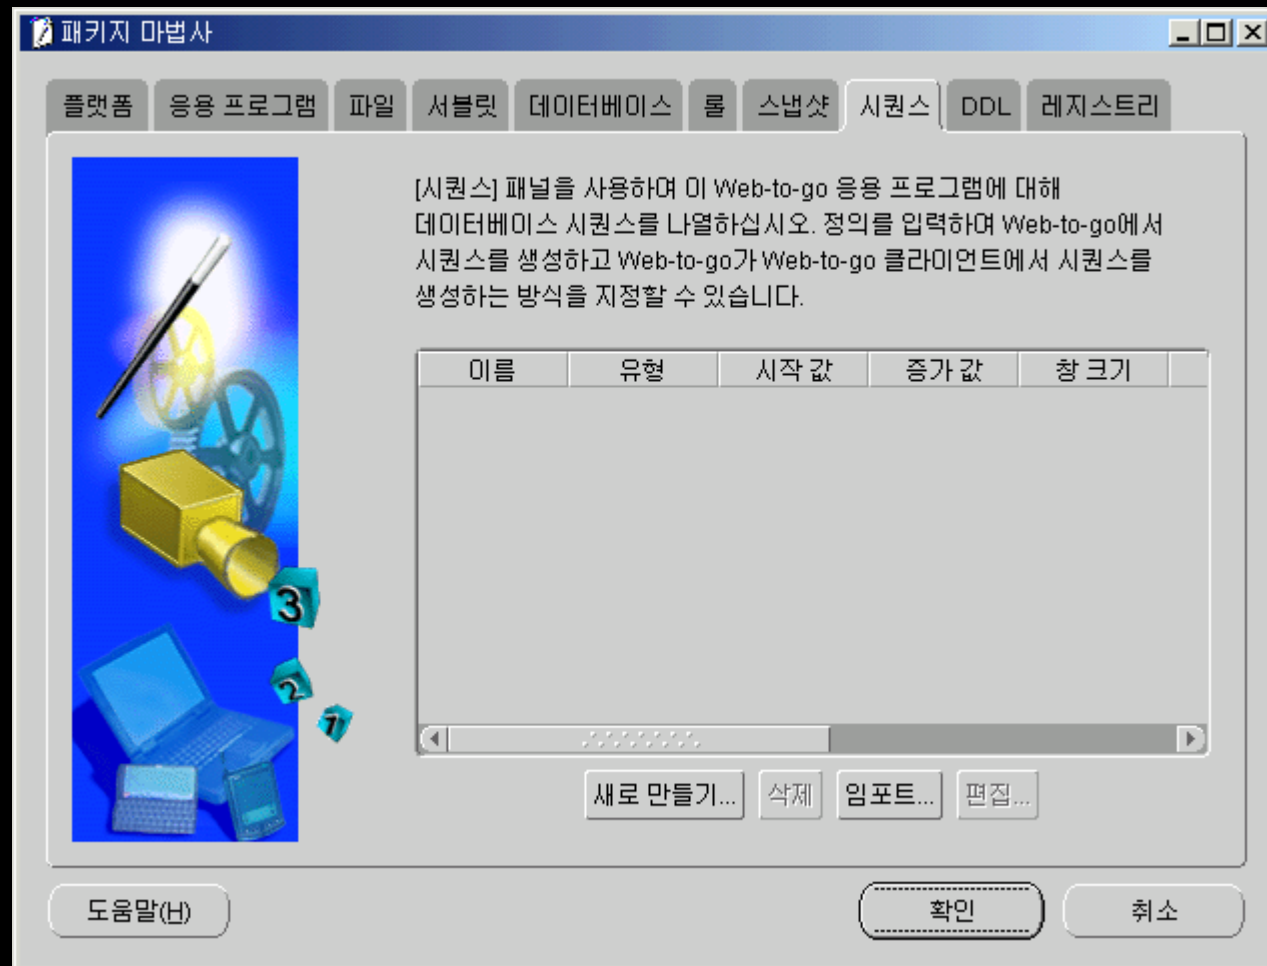 패키지 마법사
플랫폼 응용 프로그램 파일 서블릿 데이터베이스 롤 스냅샷 시퀀스 DDL 레지스트리
[시퀀스] 패널을 사용하여 이 Web-to-go 응용 프로그램에 대해
데이터베이스 시퀀스를 나열하십시오. 정의를 입력하여 Web-to-go에서
시퀀스를 생성하고 Web-to-go가 Web-to-go 클라이언트에서 시퀀스를
생성하는 방식을 지정할 수 있습니다.
이름 유형 시작 값 증가 값 창 크기
3
2
1
새로 만들기... 삭제 임포트... 편집...
도움말(H) 확인 취소